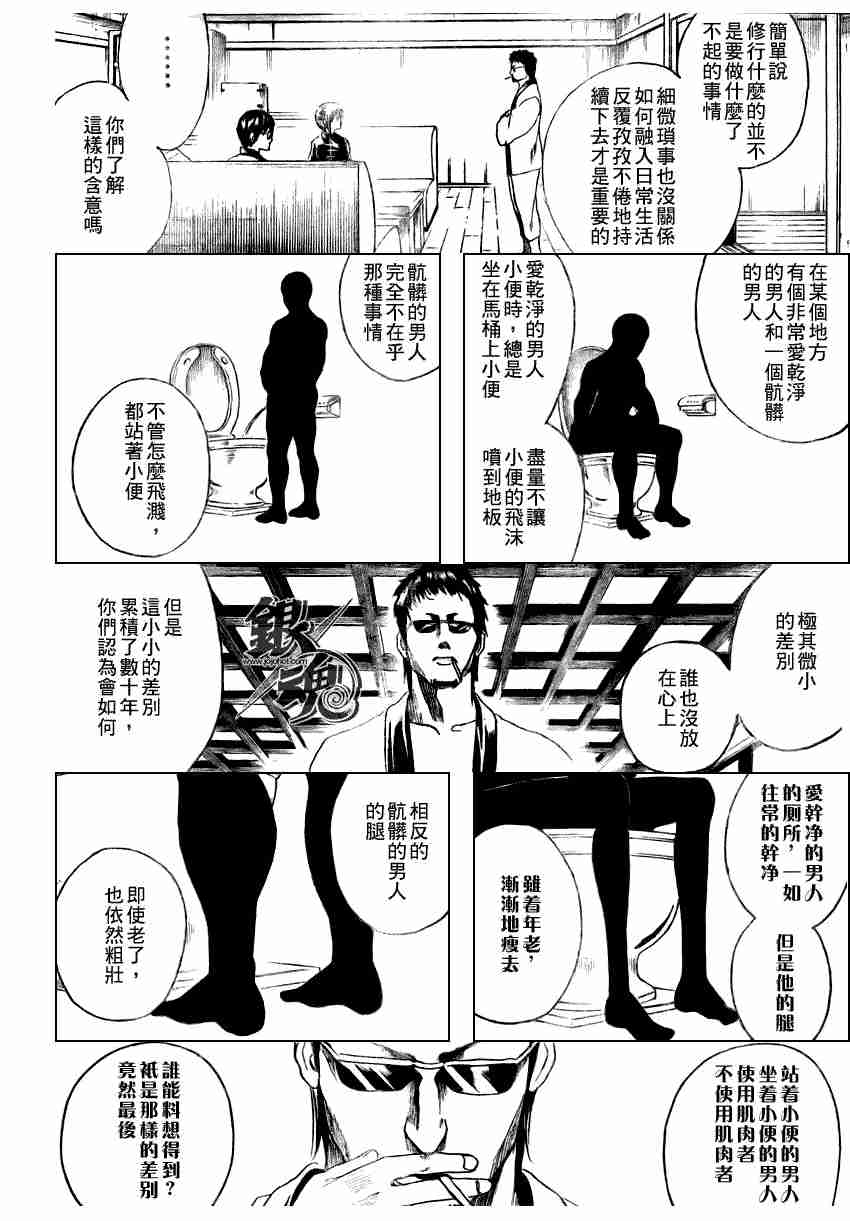 簡單說
修行什麼的並不
是要做什麼了
不起的事情
細微瑣事也沒關係
如何融入日常生活
反覆孜孜不倦地持
續下去才是重要的
……
你們了解
這樣的含意嗎
在某個地方
有個非常愛乾淨
的男人和一個骯髒
的男人
愛乾淨的男人
小便時，總是
坐在馬桶上小便
盡量不讓
小便的飛沫
噴到地板
骯髒的男人
完全不在乎
那種事情
不管怎麼飛濺，
都站著小便
極其微小
的差別
誰也沒放
在心上
銀魂
www.jojohot.com
但是
這小小的差別
累積了數十年，
你們認為會如何
愛幹净的男人
的厠所，一如
往常的幹净
但是他的腿
雖着年老，
漸漸地瘦去
相反的
骯髒的男人
的腿
即使老了，
也依然粗壯
站着小便的男人
坐着小便的男人
使用肌肉者
不使用肌肉者
誰能料想得到？
衹是那樣的差別
竟然最後